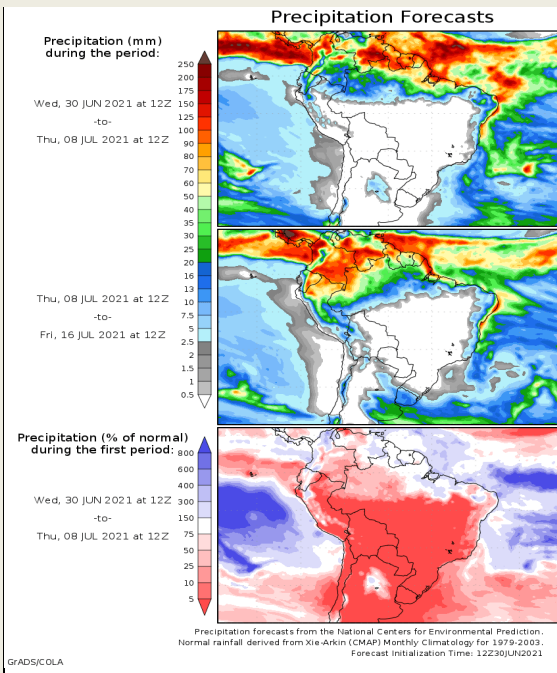 Precipitation Forecasts
Precipitation (mm)
during the period:
Wed, 30 JUN 2021 at 12Z
-to-
Thu, 08 JUL 2021 at 12Z
250
200
175
150
125
100
90
80
70
60
50
40
35
30
25
20
16
13
10
7.5
5
2.5
2
1.5
1
0.5
Thu, 08 JUL 2021 at 12Z
-to-
Fri, 16 JUL 2021 at 12Z
Precipitation (% of normal)
during the first period:
Wed, 30 JUN 2021 at 12Z
-to-
Thu, 08 JUL 2021 at 12Z
800
600
400
300
150
75
50
25
10
5
Precipitation forecasts from the National Centers for Environmental Prediction.
Normal rainfall derived from Xie-Arkin (CMAP) Monthly Climatology for 1979-2003.
Forecast Initialization Time: 12Z30JUN2021
GrADS/COLA